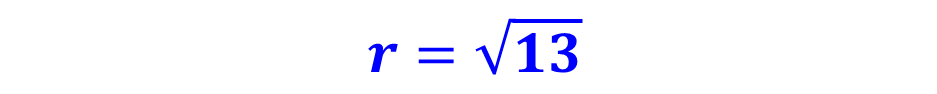 r = √13